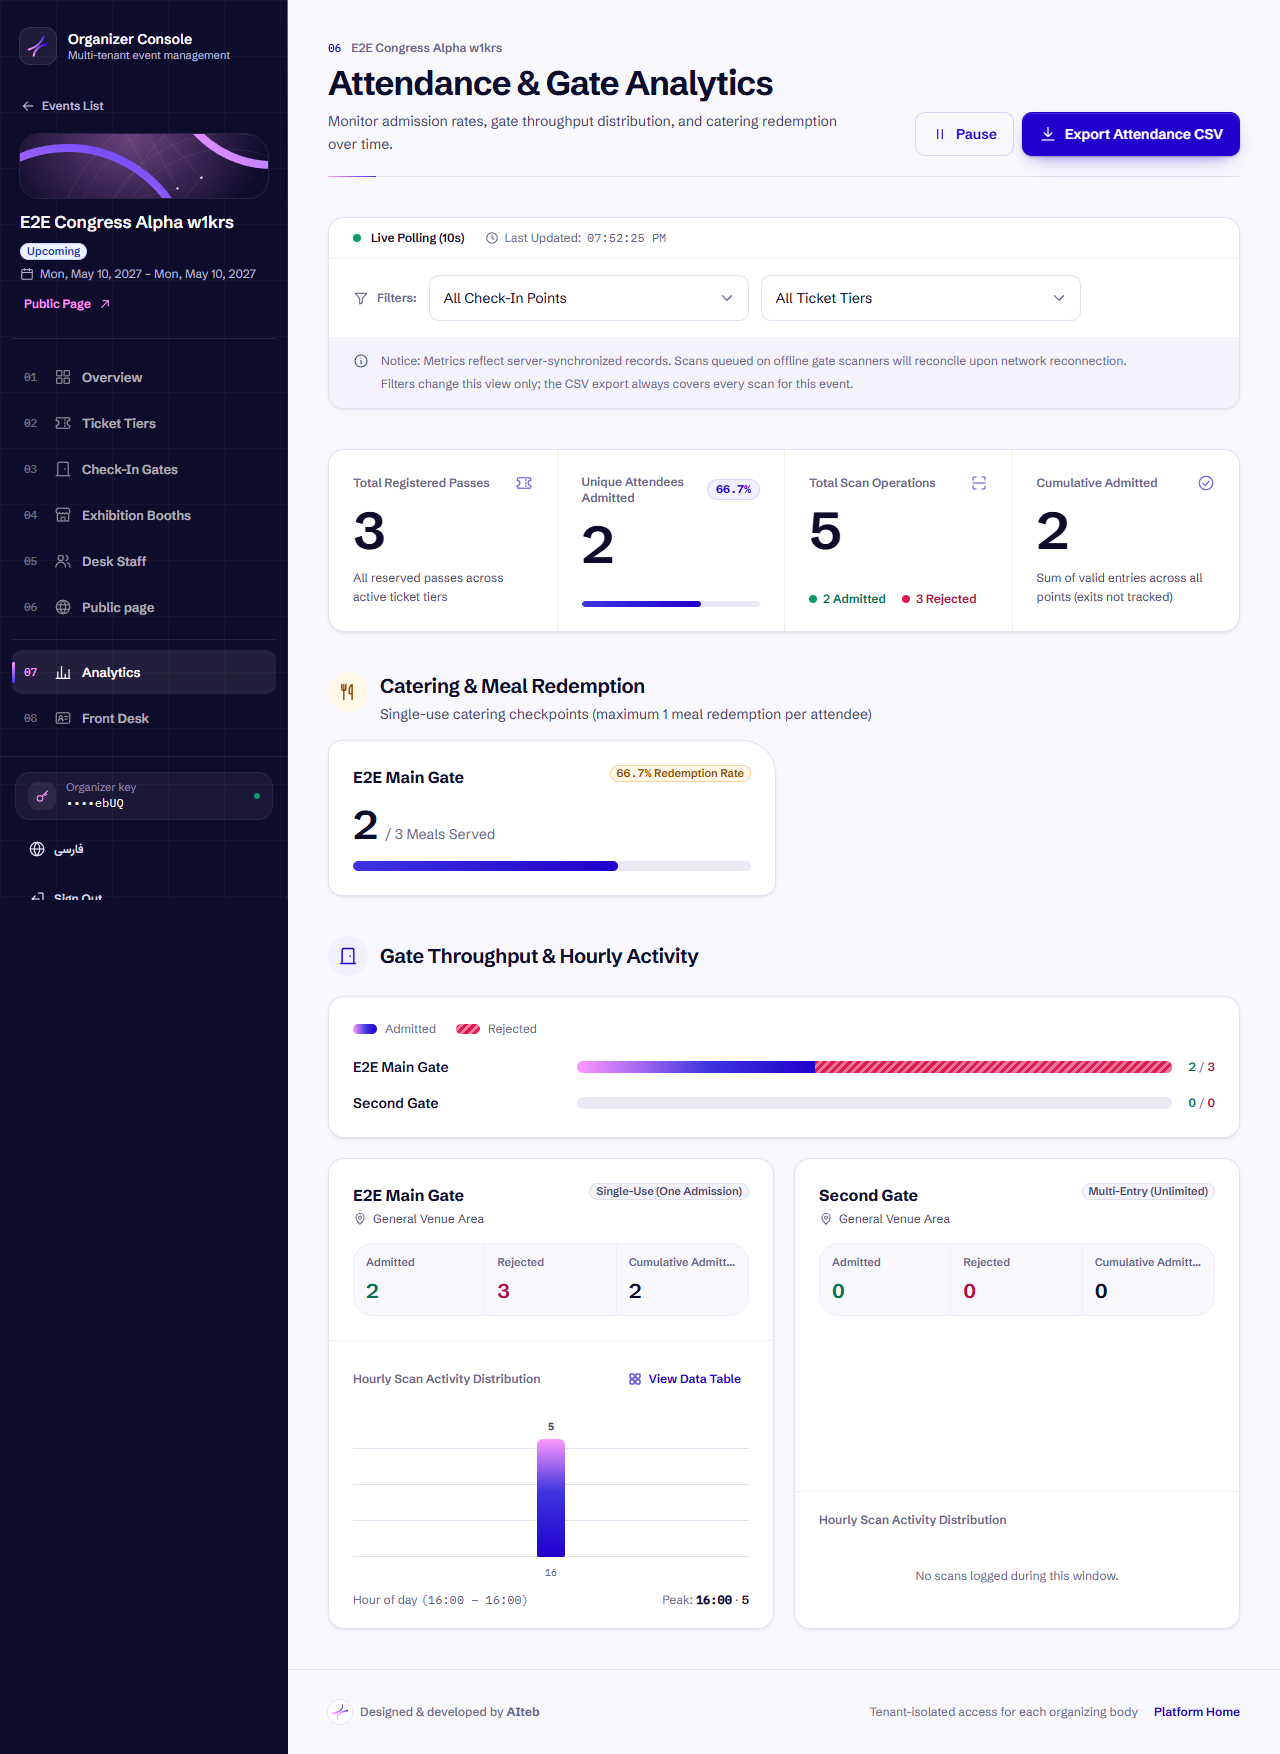 Organizer Console
Multi-tenant event management
Events List
E2E Congress Alpha w1krs
Upcoming
Mon, May 10, 2027 – Mon, May 10, 2027
Public Page
01 Overview
02 Ticket Tiers
03 Check-In Gates
04 Exhibition Booths
05 Desk Staff
06 Public page
07 Analytics
08 Front Desk
Organizer key
••••ebUQ
فارسی
Sign Out
06 E2E Congress Alpha w1krs
Attendance & Gate Analytics
Monitor admission rates, gate throughput distribution, and catering redemption
over time.
Pause
Export Attendance CSV
Live Polling (10s)
Last Updated: 07:52:25 PM
Filters:
All Check-In Points
All Ticket Tiers
Notice: Metrics reflect server-synchronized records. Scans queued on offline gate scanners will reconcile upon network reconnection.
Filters change this view only; the CSV export always covers every scan for this event.
Total Registered Passes
3
All reserved passes across
active ticket tiers
Unique Attendees
Admitted
66.7%
2
Total Scan Operations
5
2 Admitted
3 Rejected
Cumulative Admitted
2
Sum of valid entries across all
points (exits not tracked)
Catering & Meal Redemption
Single-use catering checkpoints (maximum 1 meal redemption per attendee)
E2E Main Gate
66.7% Redemption Rate
2 / 3 Meals Served
Gate Throughput & Hourly Activity
Admitted
Rejected
E2E Main Gate
2 / 3
Second Gate
0 / 0
E2E Main Gate
Single-Use (One Admission)
General Venue Area
Admitted
2
Rejected
3
Cumulative Admitt...
2
Hourly Scan Activity Distribution
View Data Table
5
16
Hour of day (16:00 – 16:00)
Peak: 16:00 · 5
Second Gate
Multi-Entry (Unlimited)
General Venue Area
Admitted
0
Rejected
0
Cumulative Admitt...
0
Hourly Scan Activity Distribution
No scans logged during this window.
Designed & developed by AIteb
Tenant-isolated access for each organizing body
Platform Home